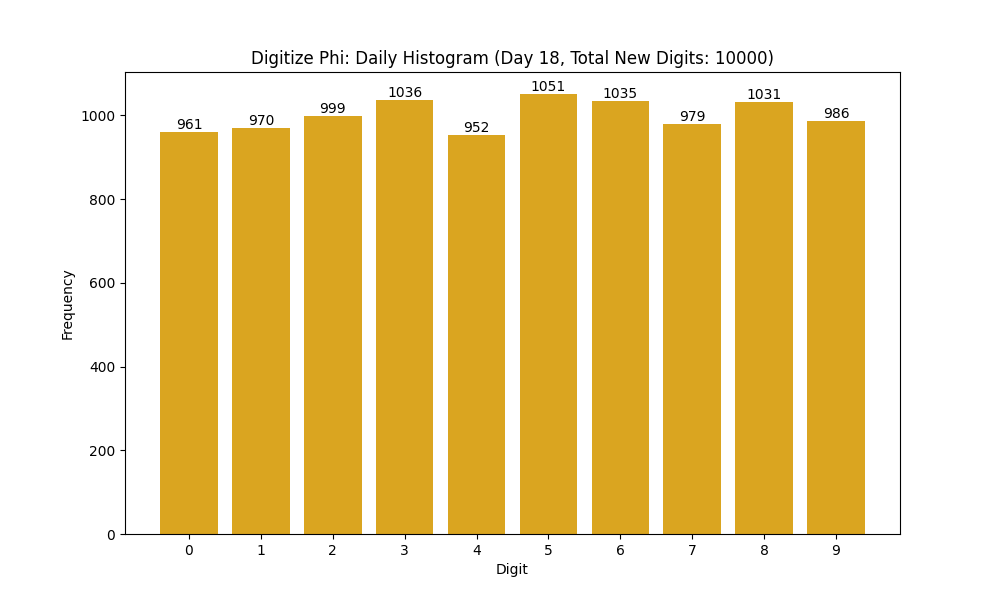 Digitize Phi: Daily Histogram (Day 18, Total New Digits: 10000)
961 970 999 1036 952 1051 1035 979 1031 986
1000
800
600
400
200
0
Frequency
0 1 2 3 4 5 6 7 8 9
Digit